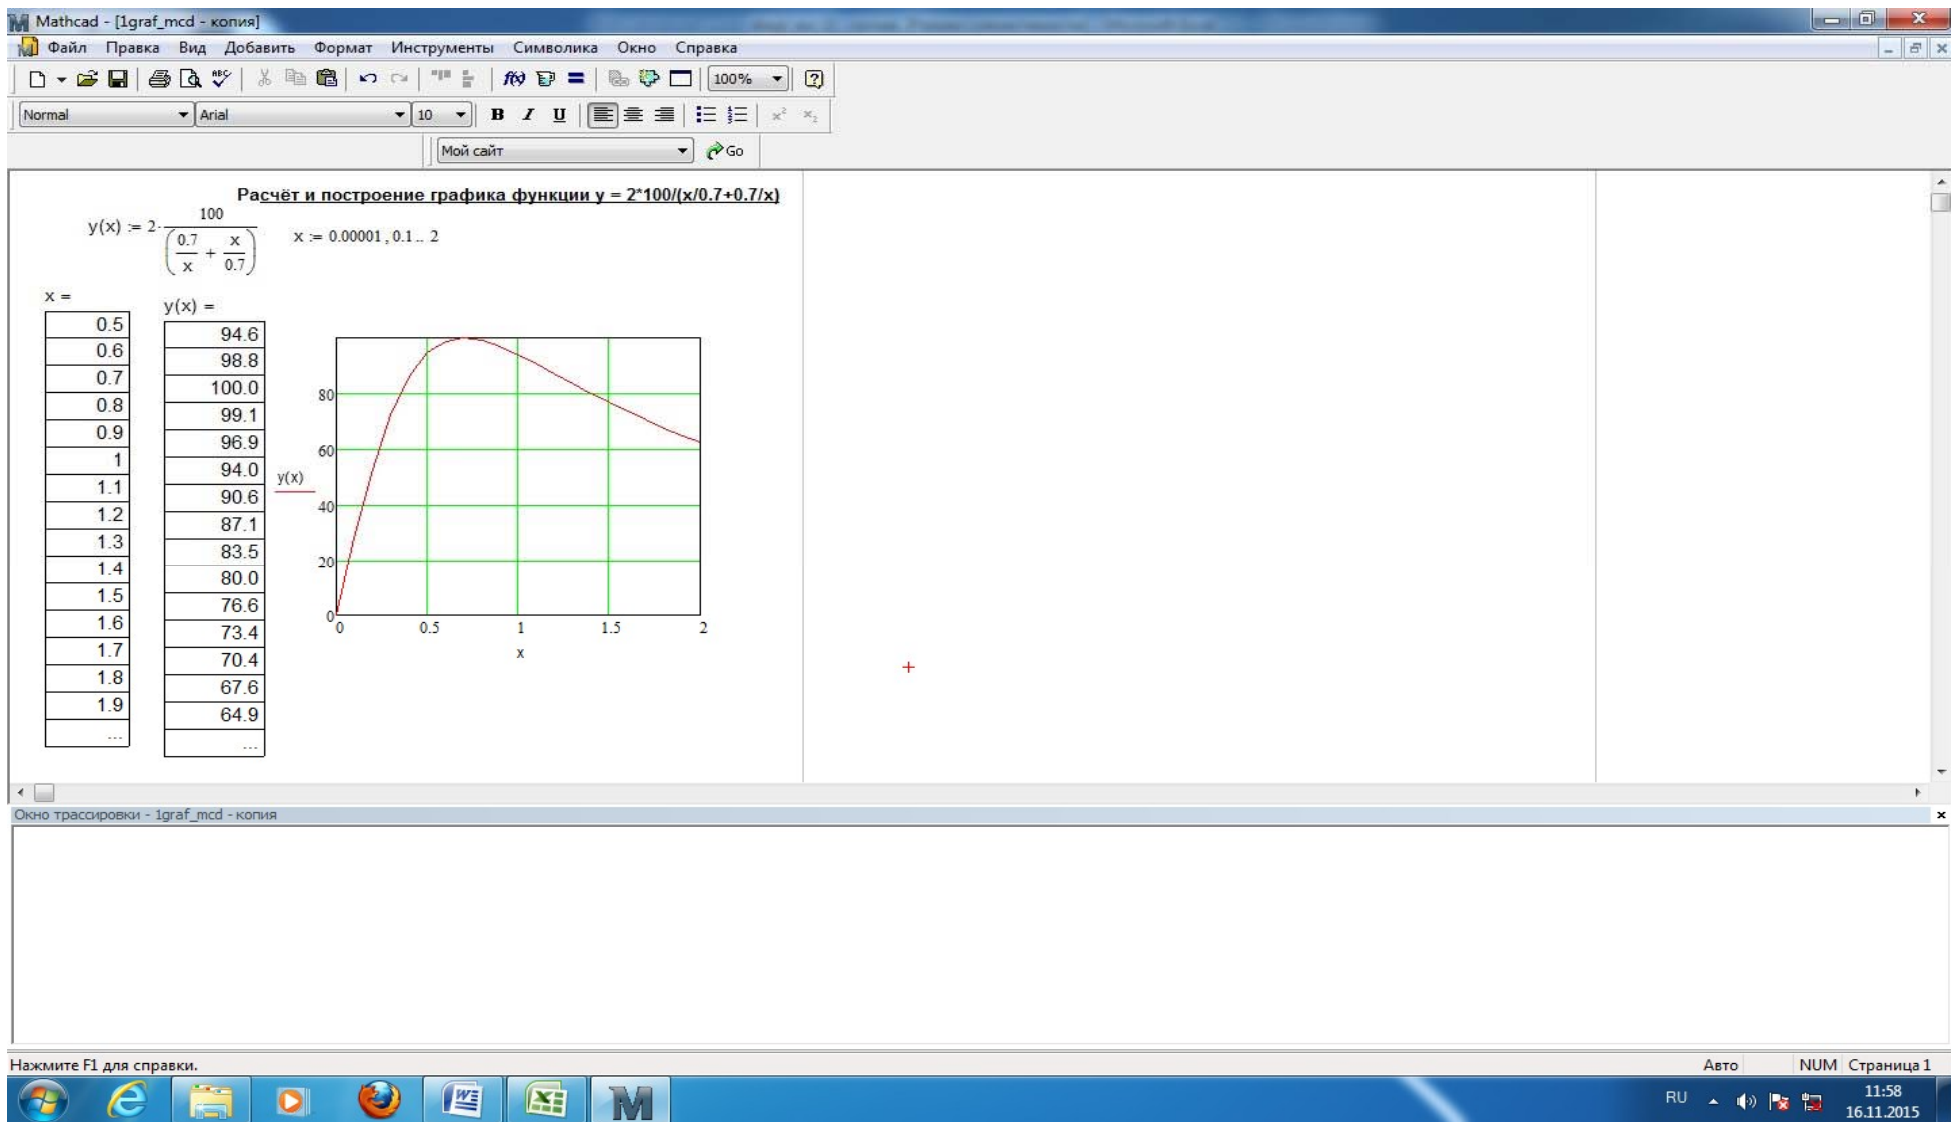 Mathcad - [1graf_mcd - копия]
Файл Правка Вид Добавить Формат Инструменты Символика Окно Справка
100%
Normal Arial 10 B I U
Мой сайт Go
Расчёт и построение графика функции y = 2*100/(x/0.7+0.7/x)
y(x) := 2· 100 / (0.7/x + x/0.7) x := 0.00001 , 0.1 .. 2
x =
0.5
0.6
0.7
0.8
0.9
1
1.1
1.2
1.3
1.4
1.5
1.6
1.7
1.8
1.9
...
y(x) =
94.6
98.8
100.0
99.1
96.9
94.0
90.6
87.1
83.5
80.0
76.6
73.4
70.4
67.6
64.9
...
80
60
y(x)
40
20
0
0 0.5 1 1.5 2
x
Окно трассировки - 1graf_mcd - копия
Нажмите F1 для справки. Авто NUM Страница 1
RU 11:58
16.11.2015